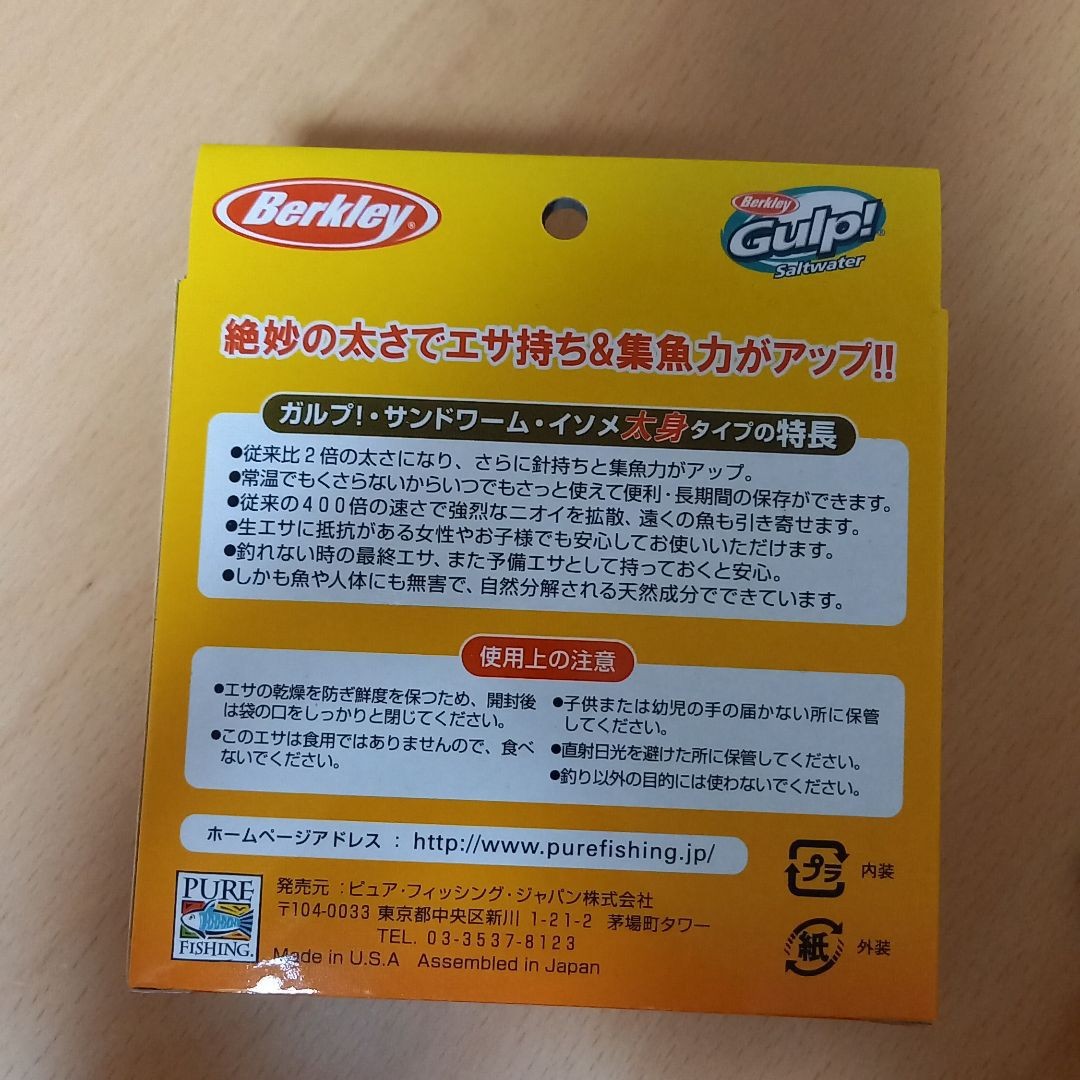 Berkley
Berkley
Gulp!
Saltwater
絶妙の太さでエサ持ち&集魚力がアップ!!
ガルプ!・サンドワーム・イソメ太身タイプの特長
●従来比2倍の太さになり、さらに針持ちと集魚力がアップ。
●常温でもくさらないからいつでもさっと使えて便利・長期間の保存ができます。
●従来の400倍の速さで強烈なニオイを拡散、遠くの魚も引き寄せます。
●生エサに抵抗がある女性やお子様でも安心してお使いいただけます。
●釣れない時の最終エサ、また予備エサとして持っておくと安心。
●しかも魚や人体にも無害で、自然分解される天然成分でできています。
使用上の注意
●エサの乾燥を防ぎ鮮度を保つため、開封後
は袋の口をしっかりと閉じてください。
●このエサは食用ではありませんので、食べ
ないでください。
●子供または幼児の手の届かない所に保管
してください。
●直射日光を避けた所に保管してください。
●釣り以外の目的には使わないでください。
ホームページアドレス : http://www.purefishing.jp/
プラ 内装
紙 外装
PURE
FISHING.
発売元 : ピュア・フィッシング・ジャパン株式会社
〒104-0033 東京都中央区新川 1-21-2 茅場町タワー
TEL. 03-3537-8123
Made in U.S.A Assembled in Japan